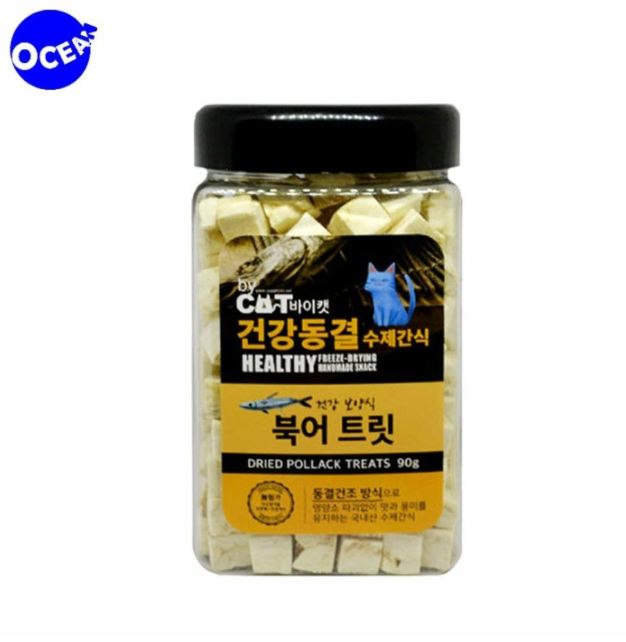 OCEAN
by
CAT바이캣
건강동결 수제간식
HEALTHY FREEZE-DRYING
HANDMADE SNACK
건강 보양식
북어 트릿
DRIED POLLACK TREATS 90g
무첨가
동결건조 방식으로
영양소 파괴없이 맛과 풍미를
유지하는 국내산 수제간식